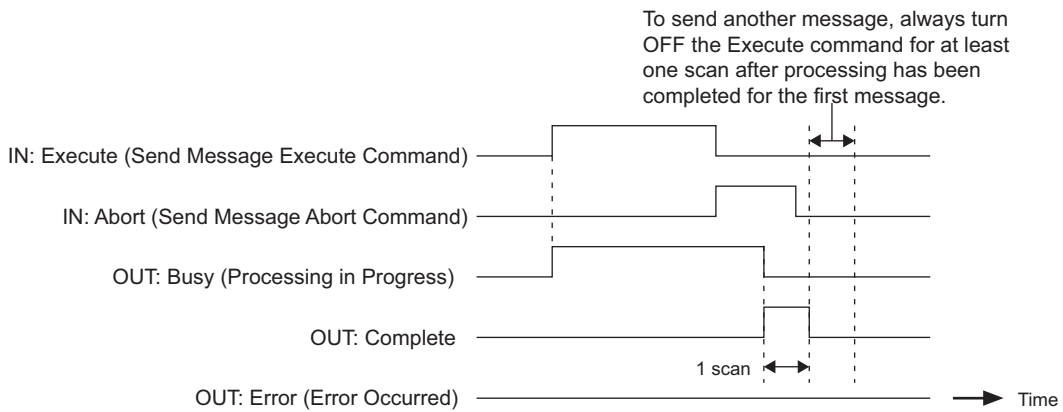 To send another message, always turn
OFF the Execute command for at least
one scan after processing has been
completed for the first message.
IN: Execute (Send Message Execute Command)
IN: Abort (Send Message Abort Command)
OUT: Busy (Processing in Progress)
OUT: Complete
1 scan
OUT: Error (Error Occurred)
Time